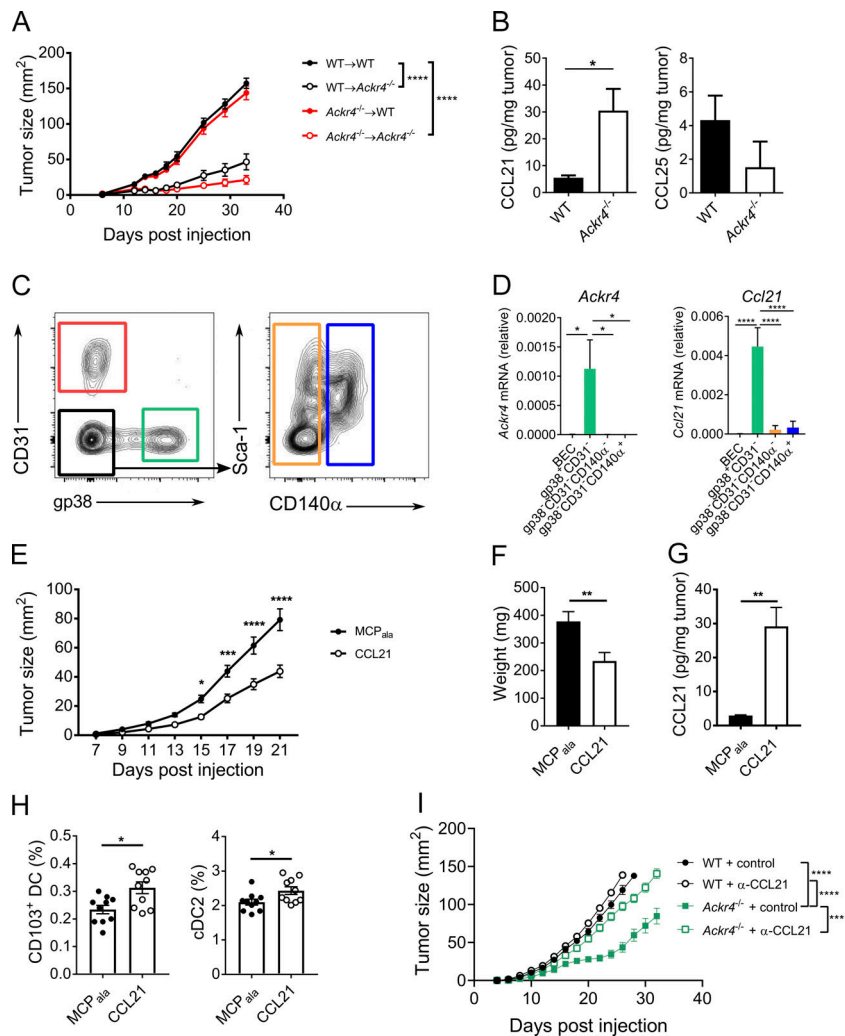 A
Tumor size (mm²)
200
150
100
50
0
0 10 20 30 40
Days post injection
WT→WT
WT→Ackr4-/-
Ackr4-/-→WT
Ackr4-/-→Ackr4-/-
****
****
B
CCL21 (pg/mg tumor)
50
40
30
20
10
0
*
WT
Ackr4-/-
CCL25 (pg/mg tumor)
8
6
4
2
0
WT
Ackr4-/-
C
CD31
gp38
Sca-1
CD140α
D
Ackr4
Ackr4 mRNA (relative)
0.0020
0.0015
0.0010
0.0005
0.0000
*
* *
BEC
gp38+CD31-
gp38-CD31-CD140α-
gp38-CD31-CD140α+
Ccl21
Ccl21 mRNA (relative)
0.006
0.004
0.002
0.000
****
**** ****
BEC
gp38+CD31-
gp38-CD31-CD140α-
gp38-CD31-CD140α+
E
Tumor size (mm²)
100
80
60
40
20
0
* *** **** ****
7 9 11 13 15 17 19 21
Days post injection
MCPala
CCL21
F
Weight (mg)
500
400
300
200
100
0
**
MCPala
CCL21
G
CCL21 (pg/mg tumor)
40
30
20
10
0
**
MCPala
CCL21
H
CD103+ DC (%)
0.5
0.4
0.3
0.2
0.1
0.0
*
MCPala
CCL21
cDC2 (%)
4
3
2
1
0
*
MCPala
CCL21
I
Tumor size (mm²)
200
150
100
50
0
0 10 20 30 40
Days post injection
WT + control
WT + α-CCL21
Ackr4-/- + control
Ackr4-/- + α-CCL21
****
****
***